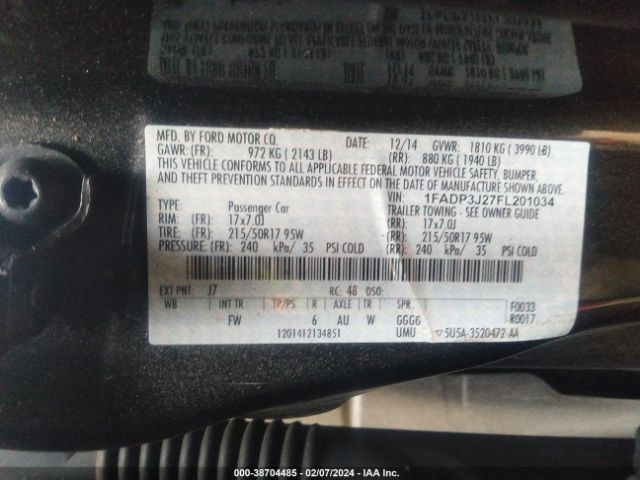 MFD. BY FORD MOTOR CO.
DATE: 12/14 GVWR: 1810 KG ( 3990 LB)
GAWR: (FR): 972 KG ( 2143 LB) (RR): 880 KG ( 1940 LB)
THIS VEHICLE CONFORMS TO ALL APPLICABLE FEDERAL MOTOR VEHICLE SAFETY, BUMPER,
AND THEFT PREVENTION STANDARDS IN EFFECT ON THE DATE OF MANUFACTURE SHOWN ABOVE.
VIN: 1FADP3J27FL201034
TYPE: Passenger Car TRAILER TOWING - SEE OWNER GUIDE
RIM: (FR): 17x7.0J (RR): 17x7.0J
TIRE: (FR): 215/50R17 95W (RR): 215/50R17 95W
PRESSURE: (FR): 240 kPa/ 35 PSI COLD (RR): 240 kPa/ 35 PSI COLD
EXT PNT: J7 RC: 48 DSO:
WB INT TR TP/PS R AXLE TR SPR F0033
FW 6 AU W GGGG R0017
1201412134851 UMU ▽5U5A-3520472-AA
000-38704485 - 02/07/2024 - IAA Inc.